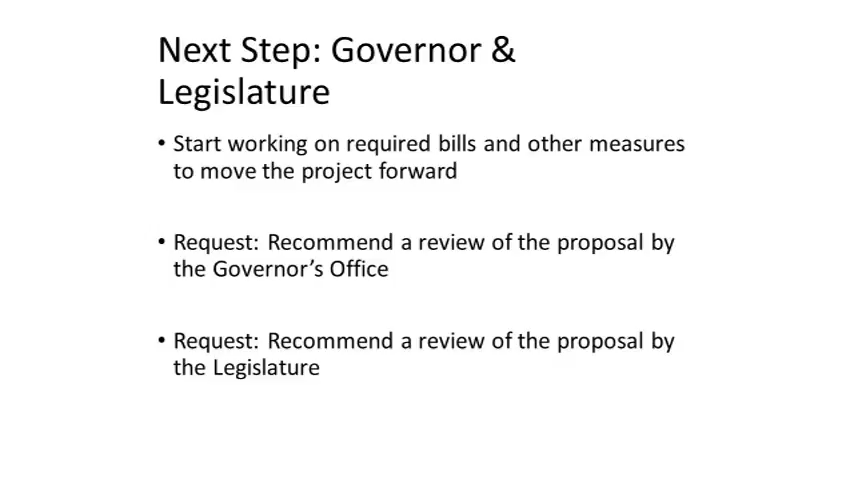 Next Step: Governor &
Legislature
• Start working on required bills and other measures
to move the project forward
• Request: Recommend a review of the proposal by
the Governor’s Office
• Request: Recommend a review of the proposal by
the Legislature